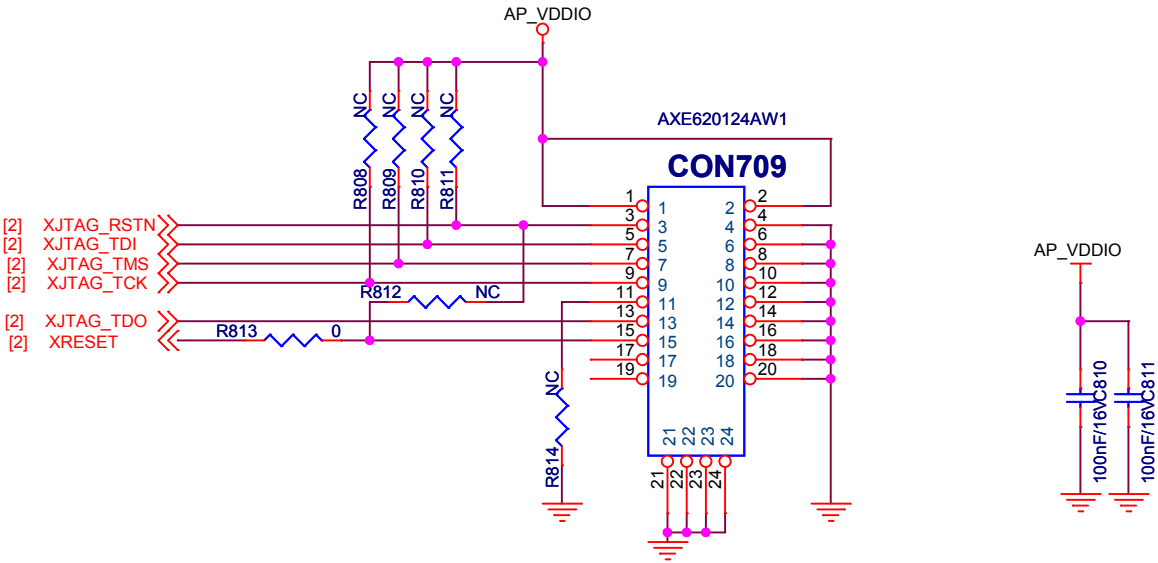 AP_VDDIO
AXE620124AW1
CON709
NC NC NC NC
R808 R809 R810 R811
[2] XJTAG_RSTN
[2] XJTAG_TDI
[2] XJTAG_TMS
[2] XJTAG_TCK
[2] XJTAG_TDO
[2] XRESET
R812 NC
R813 0
NC
R814
1 1 2 2
3 3 4 4
5 5 6 6
7 7 8 8
9 9 10 10
11 11 12 12
13 13 14 14
15 15 16 16
17 17 18 18
19 19 20 20
21 22 23 24
21 22 23 24
AP_VDDIO
100nF/16V C810
100nF/16V C811